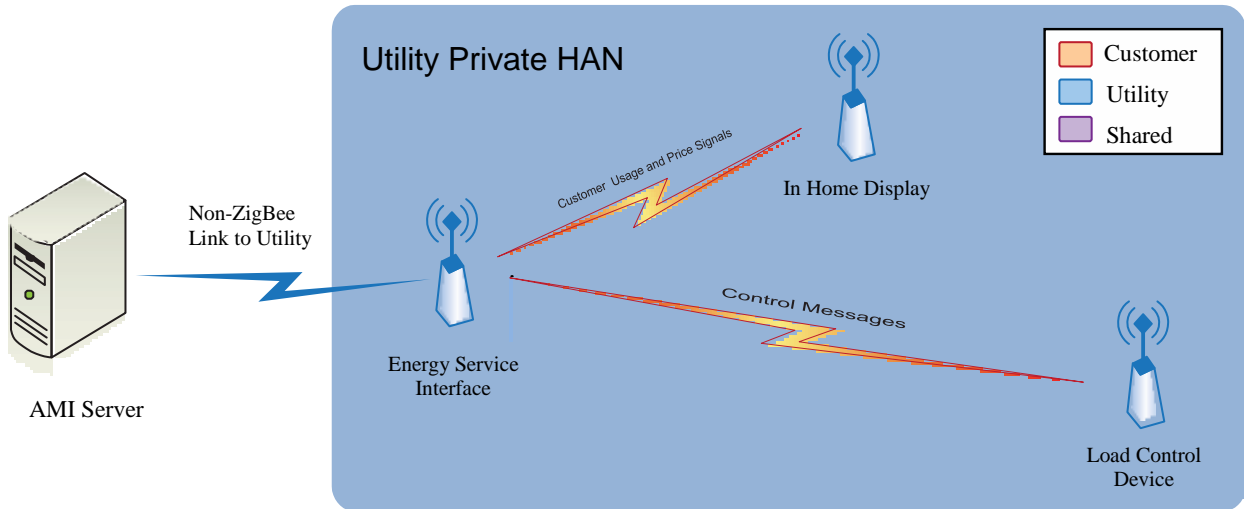 Utility Private HAN
Customer
Utility
Shared
Customer Usage and Price Signals
In Home Display
Non-ZigBee
Link to Utility
Control Messages
Energy Service
Interface
AMI Server
Load Control
Device